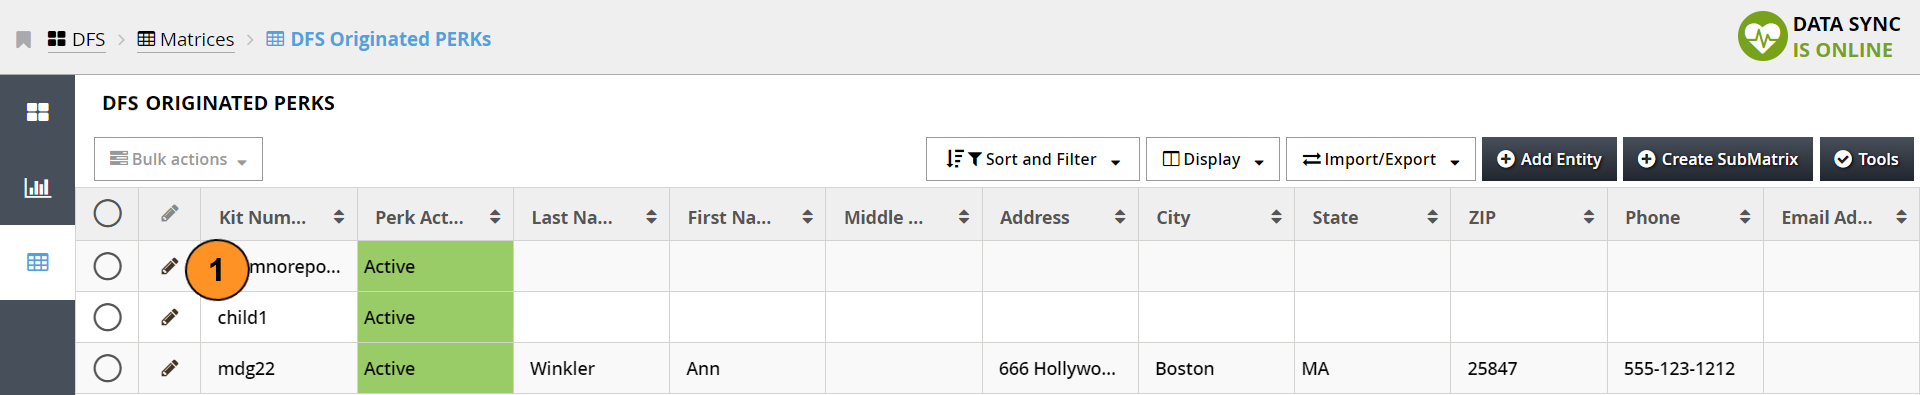 DFS > Matrices > DFS Originated PERKs
DATA SYNC
IS ONLINE
DFS ORIGINATED PERKS
Bulk actions Sort and Filter Display Import/Export Add Entity Create SubMatrix Tools
Kit Num... Perk Act... Last Na... First Na... Middle ... Address City State ZIP Phone Email Ad...
1 mnorepo... Active
child1 Active
mdg22 Active Winkler Ann 666 Hollywo... Boston MA 25847 555-123-1212